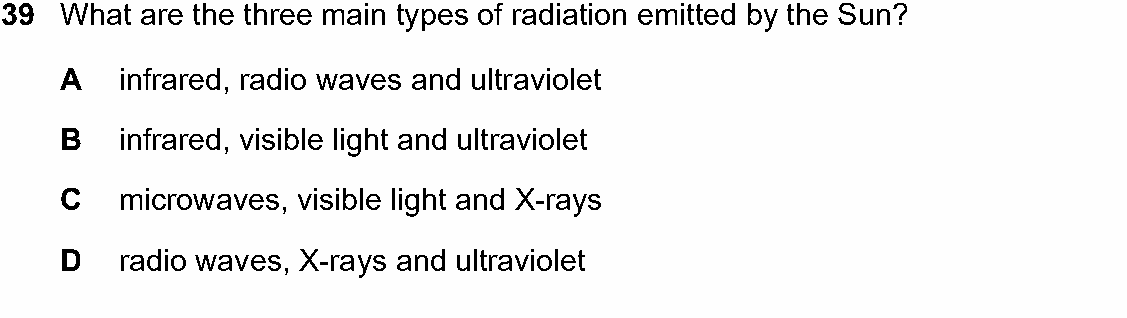 39 What are the three main types of radiation emitted by the Sun?
A infrared, radio waves and ultraviolet
B infrared, visible light and ultraviolet
C microwaves, visible light and X-rays
D radio waves, X-rays and ultraviolet